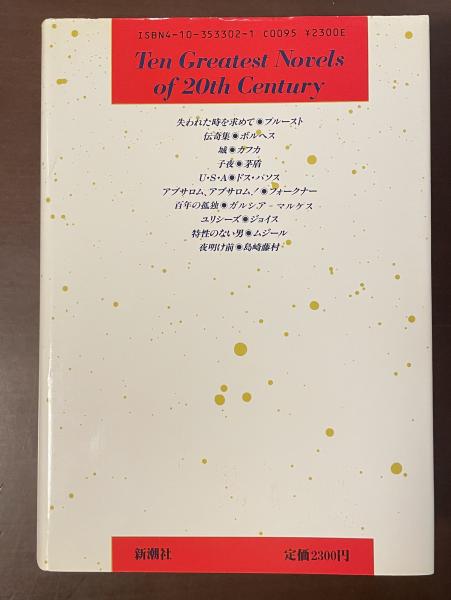 ISBN4-10-353302-1 C0095 ¥2300E
Ten Greatest Novels
of 20th Century
失われた時を求めて◉プルースト
伝奇集◉ボルヘス
城◉カフカ
子夜◉茅盾
U・S・A◉ドス・パソス
アブサロム、アブサロム!◉フォークナー
百年の孤独◉ガルシア－マルケス
ユリシーズ◉ジョイス
特性のない男◉ムジール
夜明け前◉島崎藤村
新潮社 定価2300円